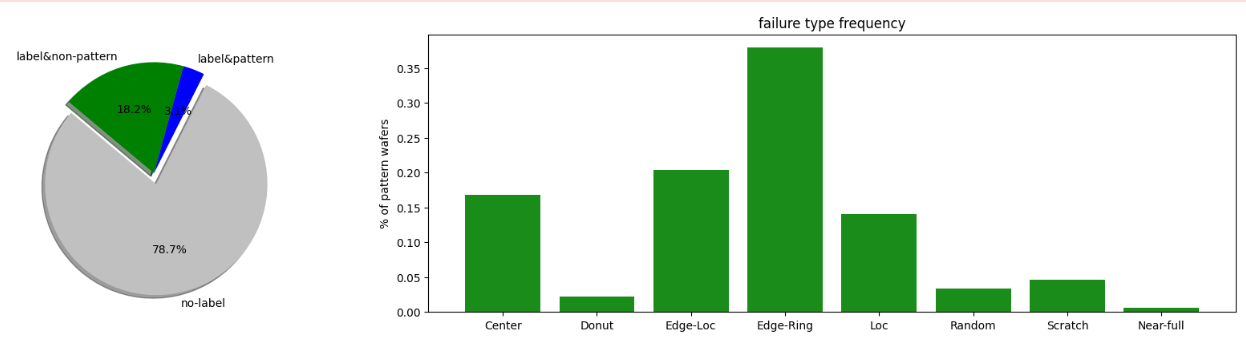 label&non-pattern
label&pattern
18.2%
3.1%
78.7%
no-label
failure type frequency
% of pattern wafers
0.35
0.30
0.25
0.20
0.15
0.10
0.05
0.00
Center Donut Edge-Loc Edge-Ring Loc Random Scratch Near-full